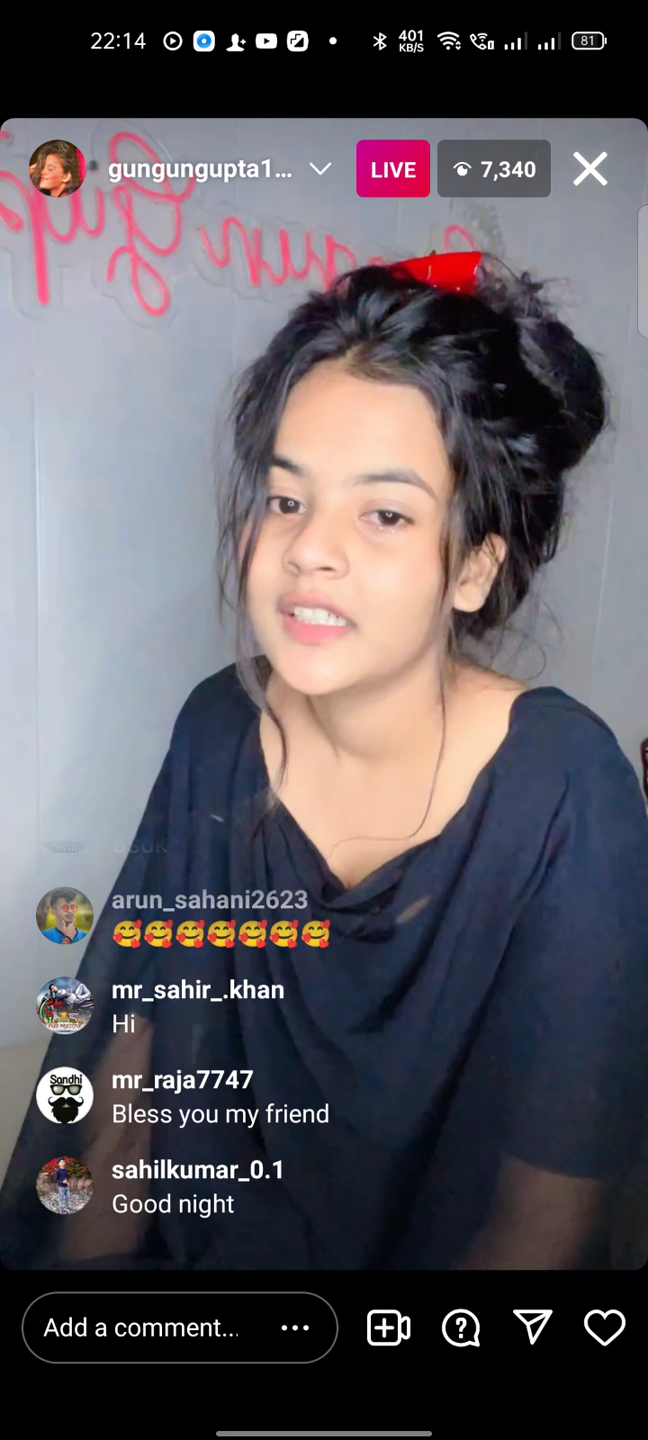 22:14
401
KB/S
81
gungungupta1...
LIVE
7,340
arun_sahani2623
🥰🥰🥰🥰🥰🥰🥰
mr_sahir_.khan
Hi
Sandhi
mr_raja7747
Bless you my friend
sahilkumar_0.1
Good night
Add a comment...